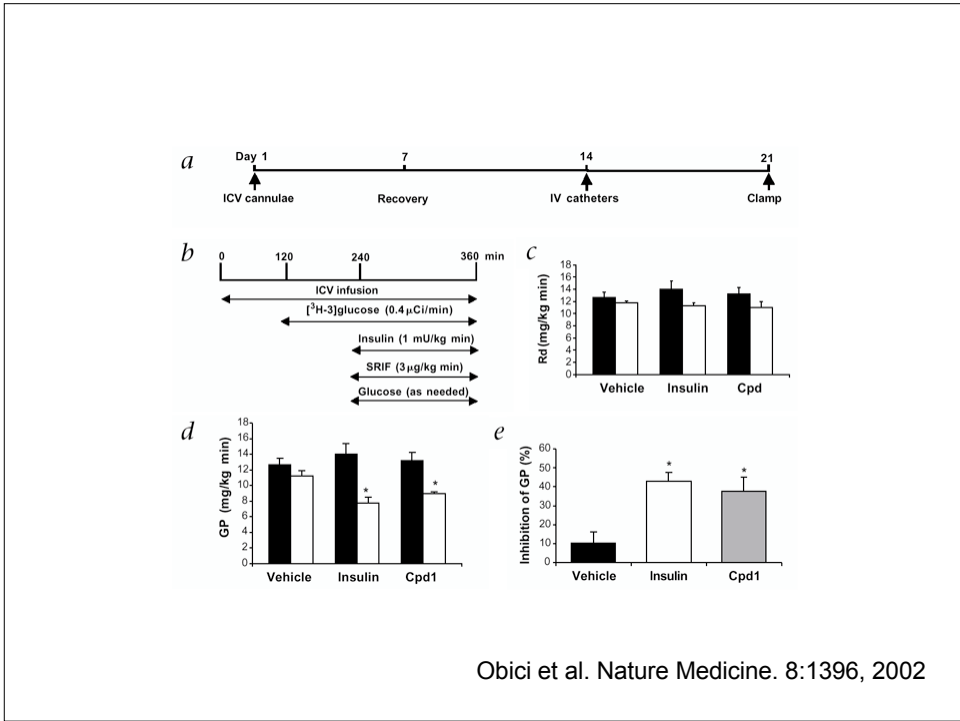 a
Day 1 7 14 21
ICV cannulae Recovery IV catheters Clamp
b
0 120 240 360 min
ICV infusion
[³H-3]glucose (0.4 µCi/min)
Insulin (1 mU/kg min)
SRIF (3 µg/kg min)
Glucose (as needed)
c
Rd (mg/kg min)
18
16
14
12
10
8
6
4
2
0
Vehicle Insulin Cpd
d
GP (mg/kg min)
18
16
14
12
10
8
6
4
2
0
* *
Vehicle Insulin Cpd1
e
Inhibition of GP (%)
60
50
40
30
20
10
0
* *
Vehicle Insulin Cpd1
Obici et al. Nature Medicine. 8:1396, 2002